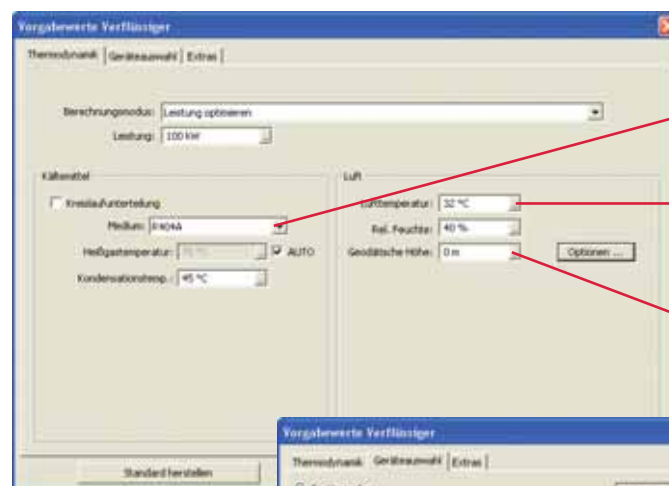 Vorgabewerte Verflüssiger
Thermodynamik Geräteauswahl Extras
Berechnungsmodus: Leistung optimieren
Leistung: 100 kW
Kältemittel
Kreislaufunterteilung
Medium: R404A
Heißgastemperatur: AUTO
Kondensationstemp.: 45 °C
Luft
Lufttemperatur: 32 °C
Rel. Feuchte: 40 %
Geodätische Höhe: 0 m Optionen ...
Standard herstellen
Vorgabewerte Verflüssiger
Thermodynamik Geräteauswahl Extras